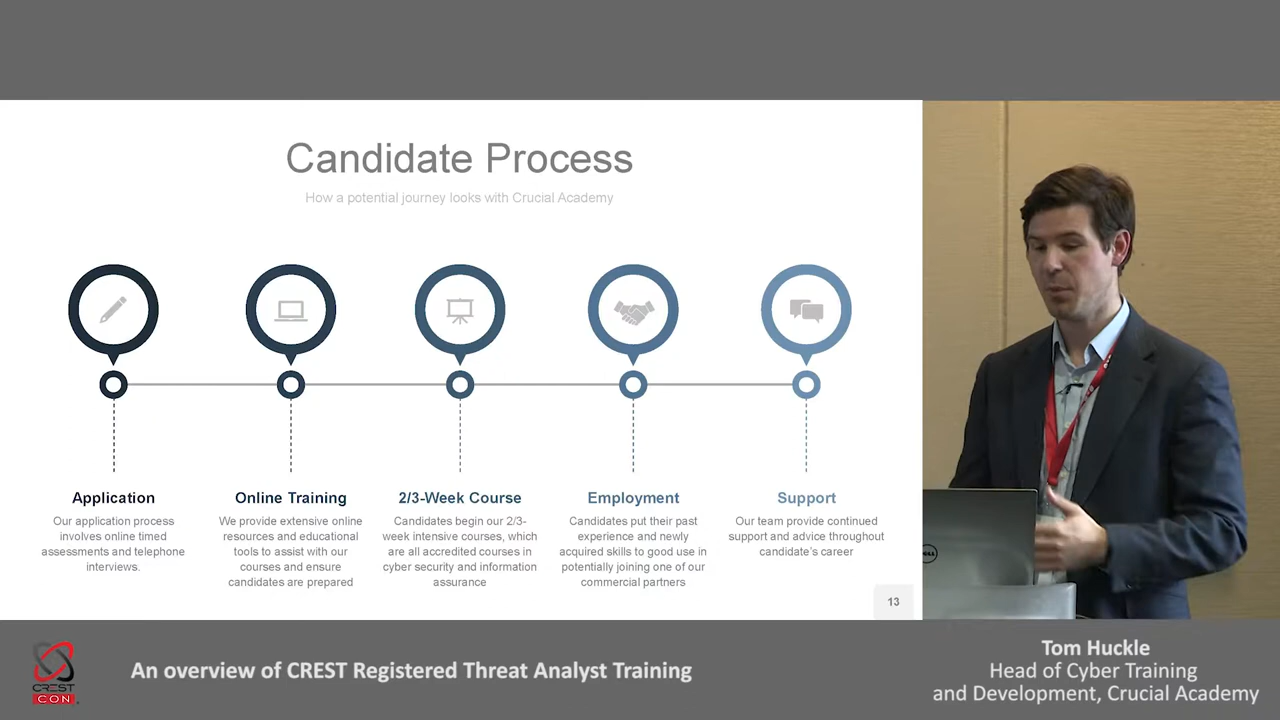 Candidate Process
How a potential journey looks with Crucial Academy
Application
Our application process
involves online timed
assessments and telephone
interviews.
Online Training
We provide extensive online
resources and educational
tools to assist with our
courses and ensure
candidates are prepared
2/3-Week Course
Candidates begin our 2/3-
week intensive courses, which
are all accredited courses in
cyber security and information
assurance
Employment
Candidates put their past
experience and newly
acquired skills to good use in
potentially joining one of our
commercial partners
Support
Our team provide continued
support and advice throughout
candidate's career
13
DELL
CREST
CON
An overview of CREST Registered Threat Analyst Training
Tom Huckle
Head of Cyber Training
and Development, Crucial Academy